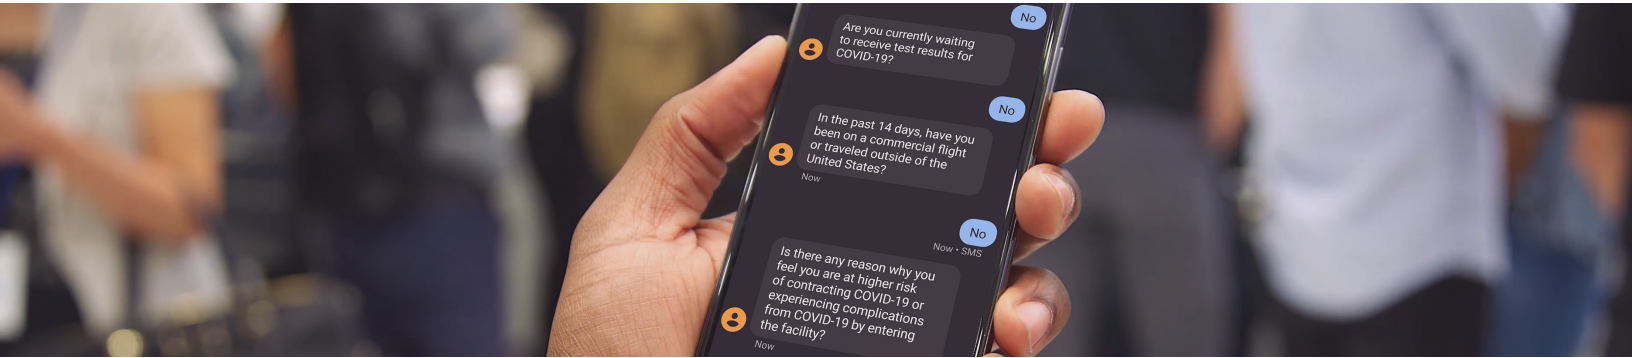 No
Are you currently waiting
to receive test results for
COVID-19?
No
In the past 14 days, have you
been on a commercial flight
or traveled outside of the
United States?
Now
No
Now • SMS
Is there any reason why you
feel you are at higher risk
of contracting COVID-19 or
experiencing complications
from COVID-19 by entering
the facility?
Now